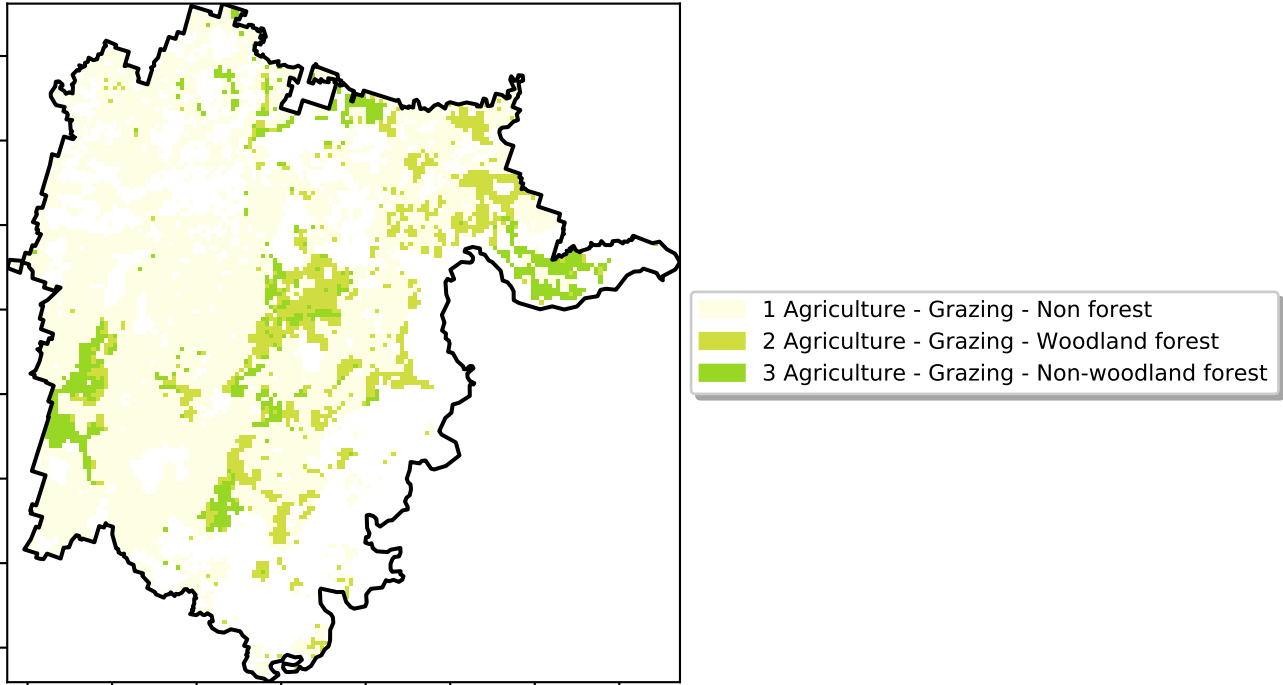 1 Agriculture - Grazing - Non forest
2 Agriculture - Grazing - Woodland forest
3 Agriculture - Grazing - Non-woodland forest